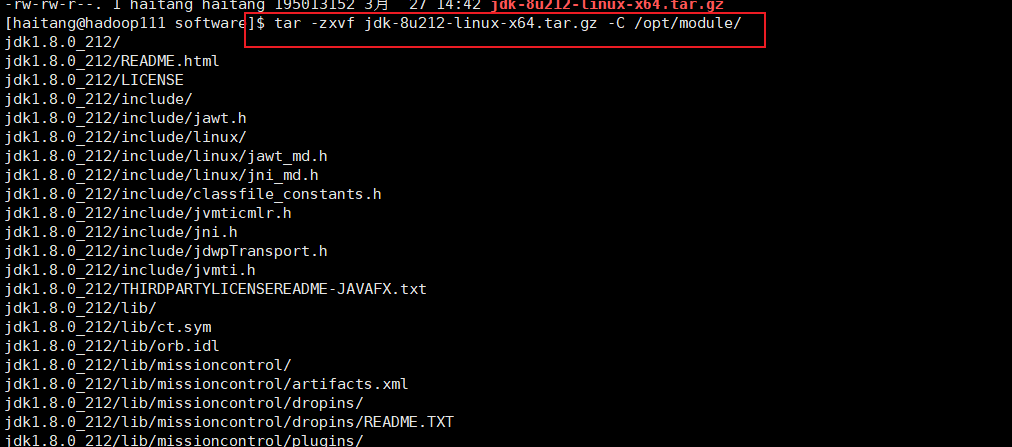 -rw-rw-r--. 1 haitang haitang 195013152 3月  27 14:42 jdk-8u212-linux-x64.tar.gz
[haitang@hadoop111 software]$ tar -zxvf jdk-8u212-linux-x64.tar.gz -C /opt/module/
jdk1.8.0_212/
jdk1.8.0_212/README.html
jdk1.8.0_212/LICENSE
jdk1.8.0_212/include/
jdk1.8.0_212/include/jawt.h
jdk1.8.0_212/include/linux/
jdk1.8.0_212/include/linux/jawt_md.h
jdk1.8.0_212/include/linux/jni_md.h
jdk1.8.0_212/include/classfile_constants.h
jdk1.8.0_212/include/jvmticmlr.h
jdk1.8.0_212/include/jni.h
jdk1.8.0_212/include/jdwpTransport.h
jdk1.8.0_212/include/jvmti.h
jdk1.8.0_212/THIRDPARTYLICENSEREADME-JAVAFX.txt
jdk1.8.0_212/lib/
jdk1.8.0_212/lib/ct.sym
jdk1.8.0_212/lib/orb.idl
jdk1.8.0_212/lib/missioncontrol/
jdk1.8.0_212/lib/missioncontrol/artifacts.xml
jdk1.8.0_212/lib/missioncontrol/dropins/
jdk1.8.0_212/lib/missioncontrol/dropins/README.TXT
jdk1.8.0_212/lib/missioncontrol/plugins/